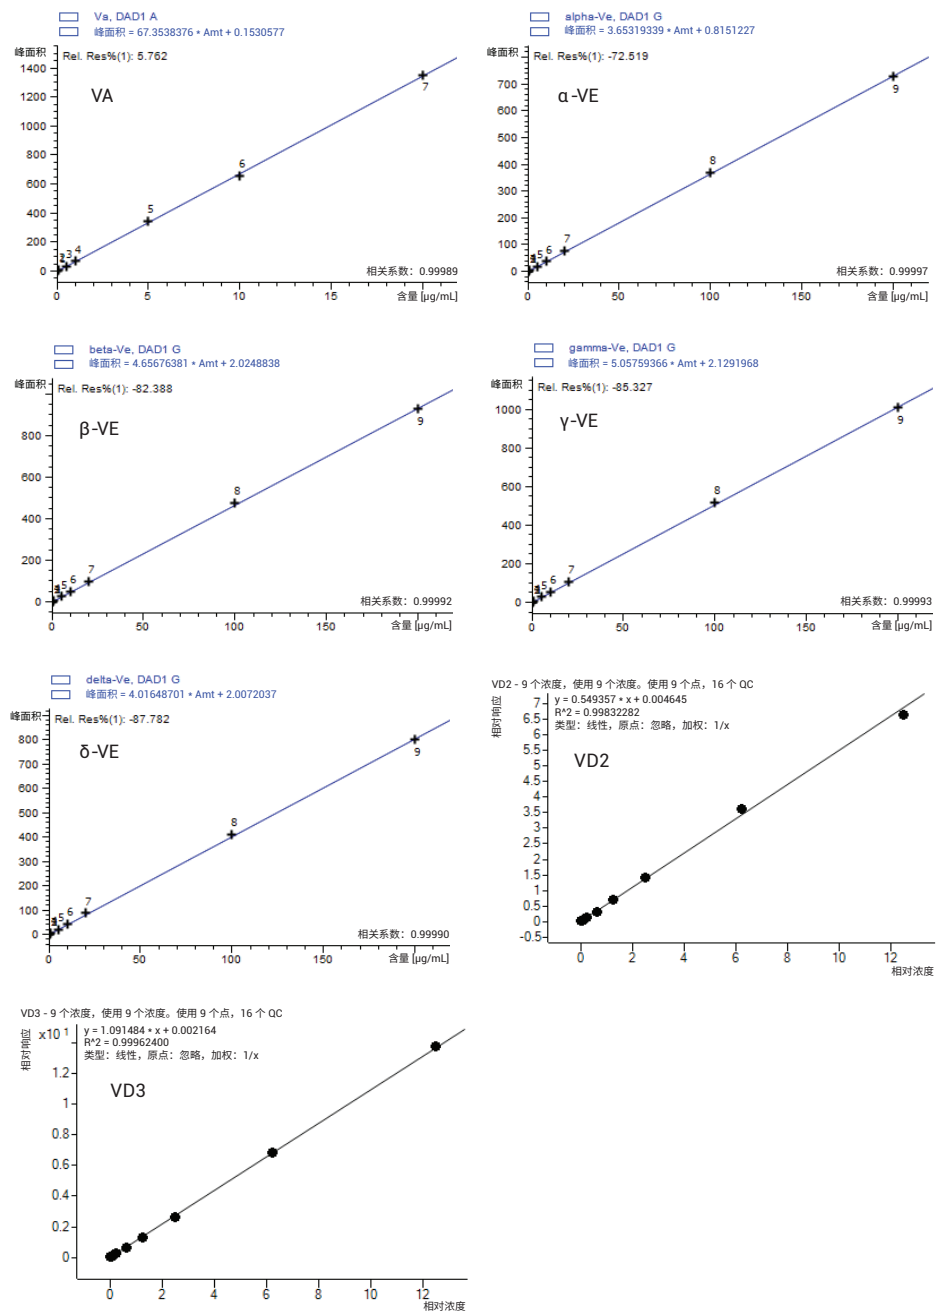 Va, DAD1 A
峰面积 = 67.3538376 * Amt + 0.1530577
峰面积
Rel. Res%(1): 5.762
VA
1400
1200
1000
800
600
400
200
0
2 3 4
5
6
7
相关系数：0.99989
0 5 10 15
含量 [μg/mL]
alpha-Ve, DAD1 G
峰面积 = 3.65319339 * Amt + 0.8151227
峰面积
Rel. Res%(1): -72.519
α-VE
700
600
500
400
300
200
100
0
5 6 7
8
9
相关系数：0.99997
0 50 100 150
含量 [μg/mL]
beta-Ve, DAD1 G
峰面积 = 4.65676381 * Amt + 2.0248838
峰面积
Rel. Res%(1): -82.388
β-VE
800
600
400
200
0
5 6 7
8
9
相关系数：0.99992
0 50 100 150
含量 [μg/mL]
gamma-Ve, DAD1 G
峰面积 = 5.05759366 * Amt + 2.1291968
峰面积
Rel. Res%(1): -85.327
γ-VE
1000
800
600
400
200
0
5 6 7
8
9
相关系数：0.99993
0 50 100 150
含量 [μg/mL]
delta-Ve, DAD1 G
峰面积 = 4.01648701 * Amt + 2.0072037
峰面积
Rel. Res%(1): -87.782
δ-VE
800
700
600
500
400
300
200
100
0
5 6 7
8
9
相关系数：0.99990
0 50 100 150
含量 [μg/mL]
VD2 - 9 个浓度，使用 9 个浓度。使用 9 个点，16 个 QC
相对响应
y = 0.549357 * x + 0.004645
R^2 = 0.99832282
类型：线性，原点：忽略，加权：1/x
VD2
7
6.5
6
5.5
5
4.5
4
3.5
3
2.5
2
1.5
1
0.5
0
-0.5
0 2 4 6 8 10 12
相对浓度
VD3 - 9 个浓度，使用 9 个浓度。使用 9 个点，16 个 QC
相对响应
x10 1
y = 1.091484 * x + 0.002164
R^2 = 0.99962400
类型：线性，原点：忽略，加权：1/x
VD3
1.2
1
0.8
0.6
0.4
0.2
0
0 2 4 6 8 10 12
相对浓度